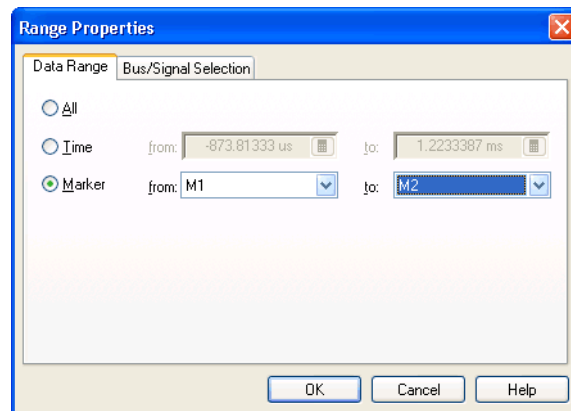 Range Properties
Data Range Bus/Signal Selection
All
Time from: -873.81333 us to: 1.2233387 ms
Marker from: M1 to: M2
OK Cancel Help